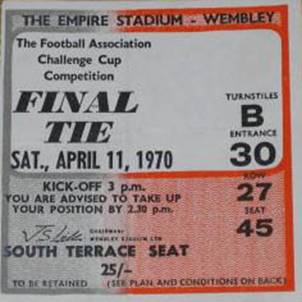 THE EMPIRE STADIUM - WEMBLEY
The Football Association
Challenge Cup
Competition
FINAL
TIE
SAT., APRIL 11, 1970
TURNSTILES
B
ENTRANCE
30
ROW
27
SEAT
45
KICK-OFF 3 p.m.
YOU ARE ADVISED TO TAKE UP
YOUR POSITION BY 2.30 p.m.
CHAIRMAN
WEMBLEY STADIUM LTD
SOUTH TERRACE SEAT
25/-
TO BE RETAINED (SEE PLAN AND CONDITIONS ON BACK)